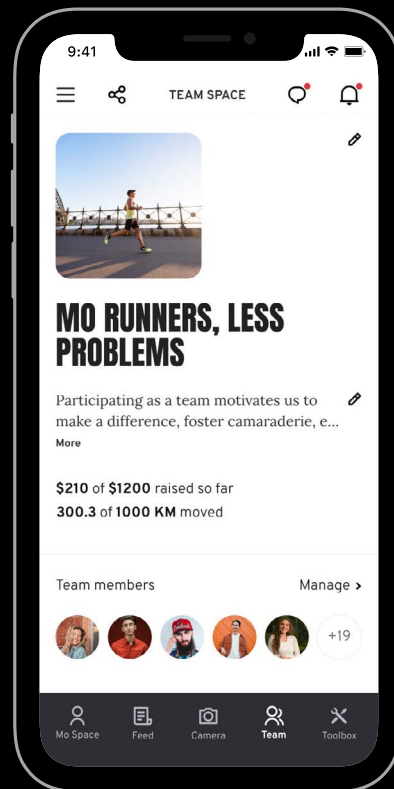 9:41
TEAM SPACE
MO RUNNERS, LESS
PROBLEMS
Participating as a team motivates us to
make a difference, foster camaraderie, e...
More
$210 of $1200 raised so far
300.3 of 1000 KM moved
Team members
Manage >
+19
Mo Space
Feed
Camera
Team
Toolbox